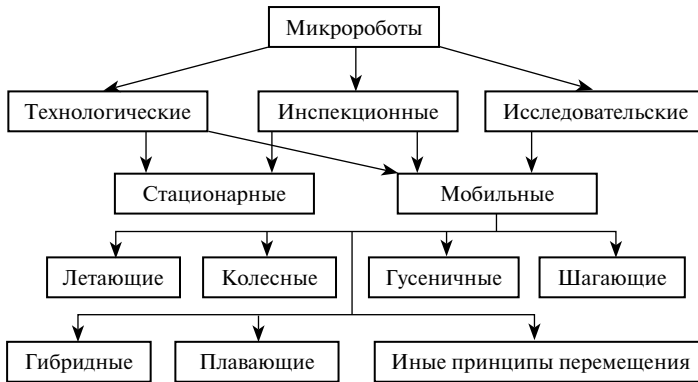 Микророботы
Технологические
Инспекционные
Исследовательские
Стационарные
Мобильные
Летающие
Колесные
Гусеничные
Шагающие
Гибридные
Плавающие
Иные принципы перемещения